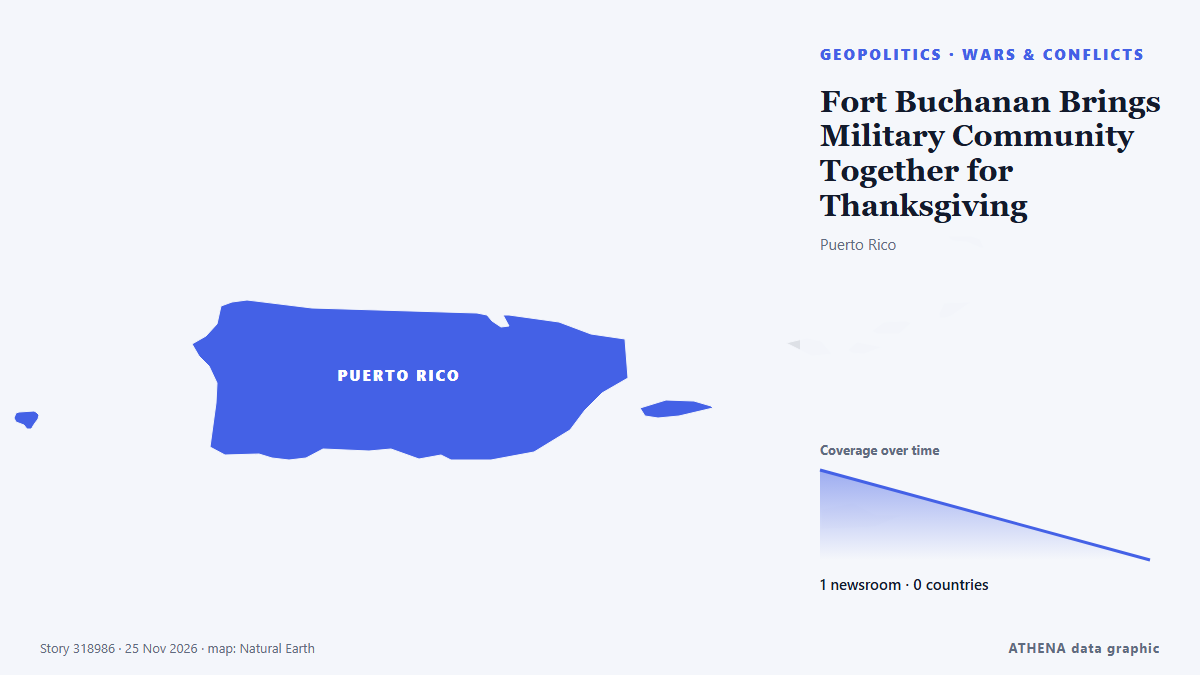 GEOPOLITICS · WARS & CONFLICTS
Fort Buchanan Brings
Military Community
Together for
Thanksgiving
Puerto Rico
PUERTO RICO
Coverage over time
1 newsroom · 0 countries
Story 318986 · 25 Nov 2026 · map: Natural Earth
ATHENA data graphic